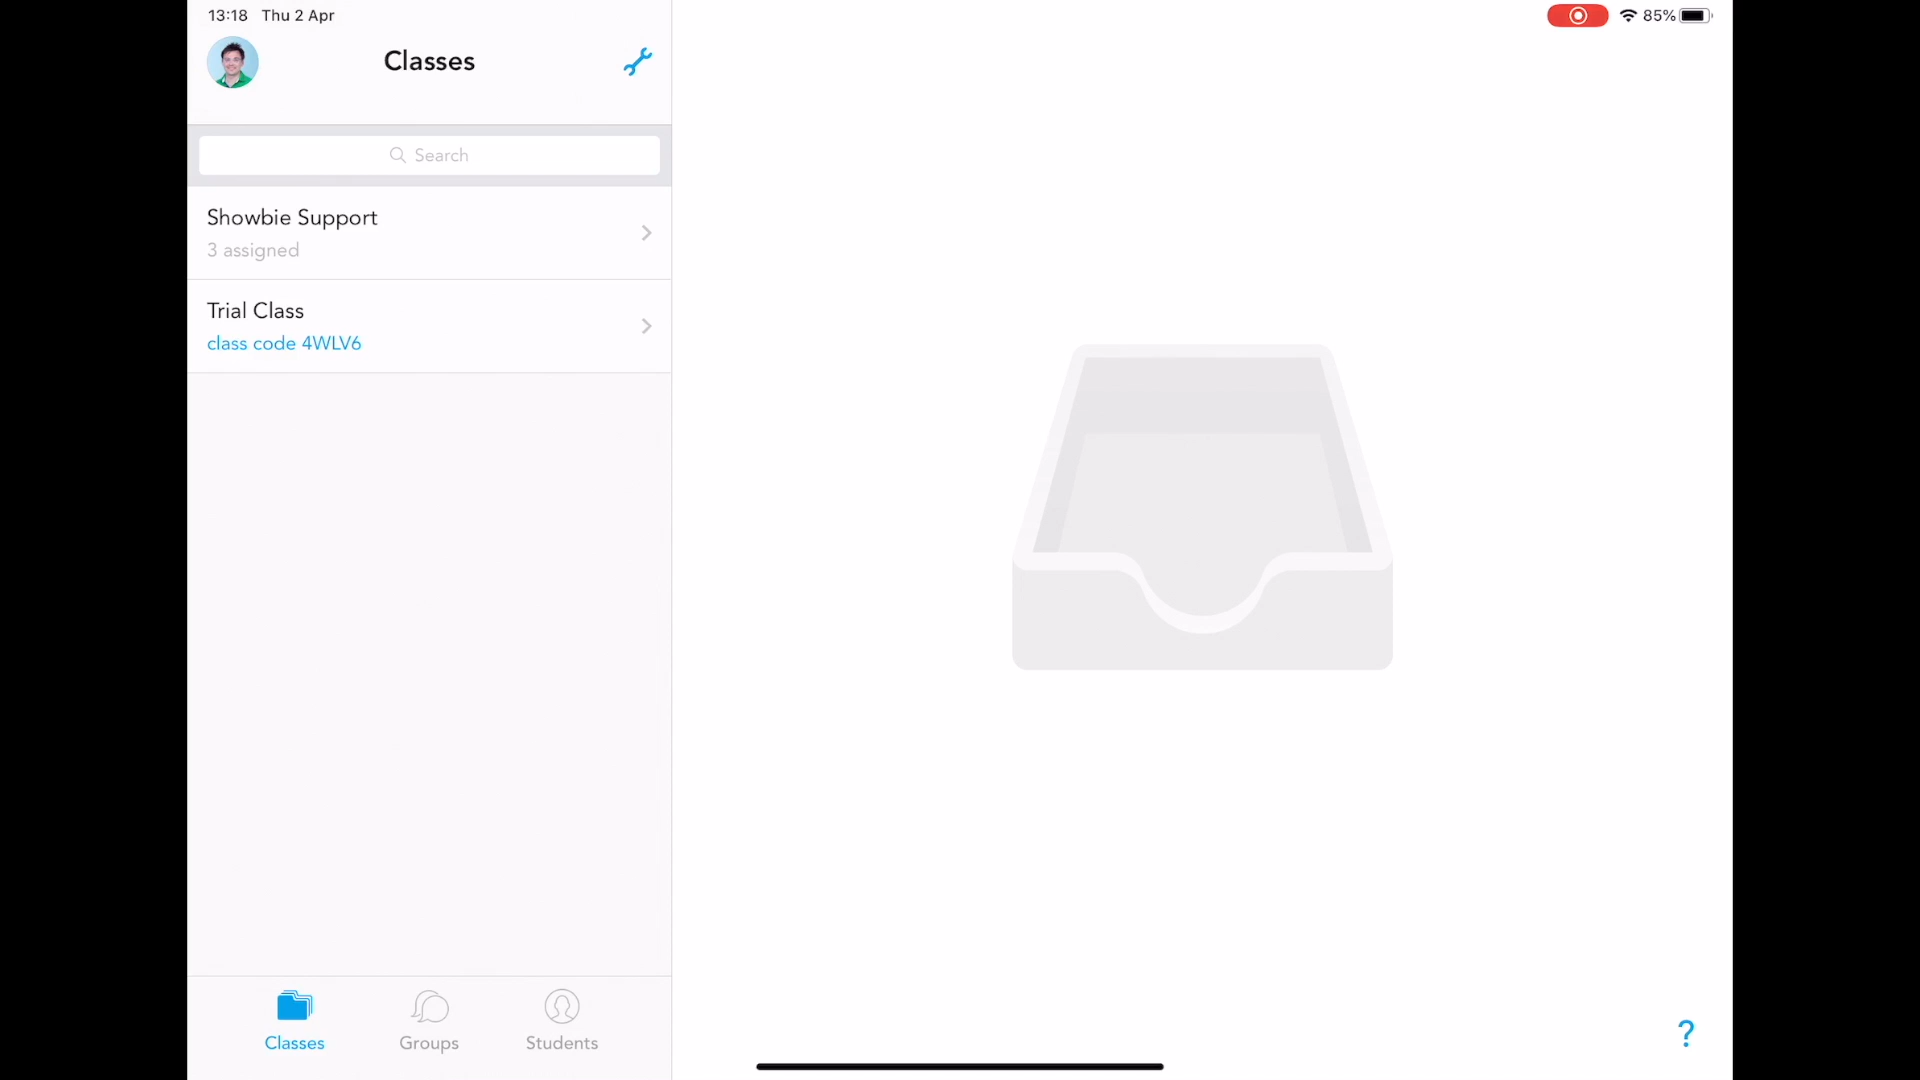 13:18 Thu 2 Apr
85%
Classes
Search
Showbie Support
3 assigned
Trial Class
class code 4WLV6
Classes
Groups
Students
?